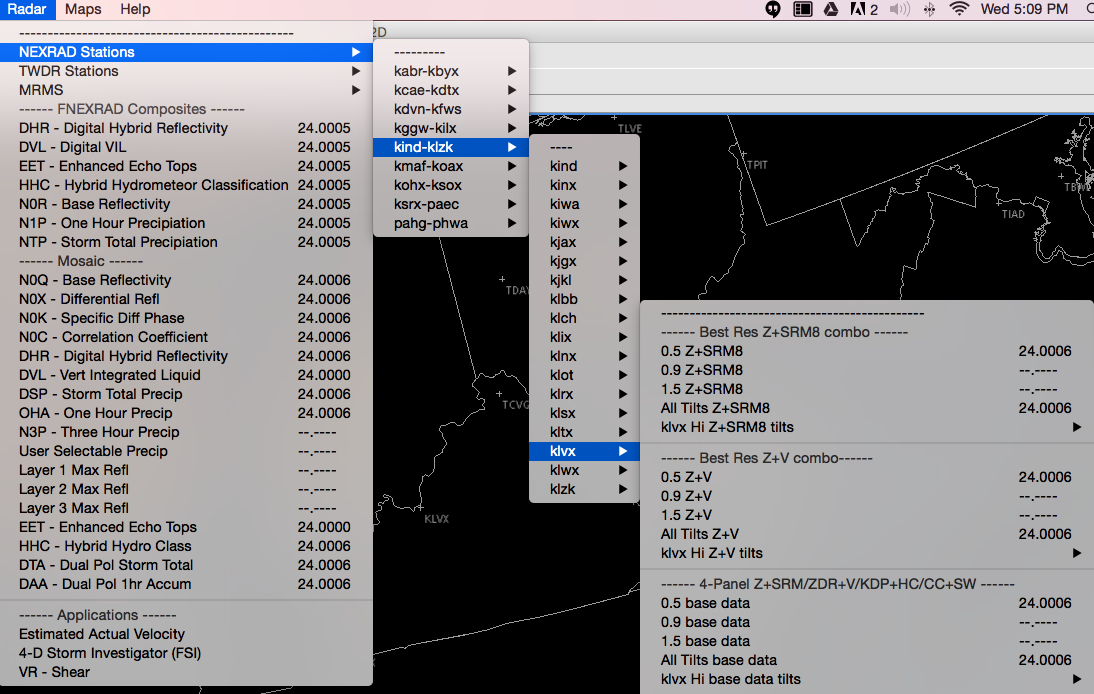 Radar Maps Help
2 Wed 5:09 PM
---------------------------------------------
2D
NEXRAD Stations
TWDR Stations
MRMS
------ FNEXRAD Composites ------
DHR - Digital Hybrid Reflectivity 24.0005
DVL - Digital VIL 24.0005
EET - Enhanced Echo Tops 24.0005
HHC - Hybrid Hydrometeor Classification 24.0005
N0R - Base Reflectivity 24.0005
N1P - One Hour Precipiation 24.0005
NTP - Storm Total Precipiation 24.0005
------ Mosaic ------
N0Q - Base Reflectivity 24.0006
N0X - Differential Refl 24.0006
N0K - Specific Diff Phase 24.0006
N0C - Correlation Coefficient 24.0006
DHR - Digital Hybrid Reflectivity 24.0006
DVL - Vert Integrated Liquid 24.0000
DSP - Storm Total Precip 24.0006
OHA - One Hour Precip 24.0006
N3P - Three Hour Precip --.----
User Selectable Precip --.----
Layer 1 Max Refl --.----
Layer 2 Max Refl --.----
Layer 3 Max Refl --.----
EET - Enhanced Echo Tops 24.0000
HHC - Hybrid Hydro Class 24.0006
DTA - Dual Pol Storm Total 24.0006
DAA - Dual Pol 1hr Accum 24.0006
------ Applications ------
Estimated Actual Velocity
4-D Storm Investigator (FSI)
VR - Shear
---------
kabr-kbyx
kcae-kdtx
kdvn-kfws
kggw-kilx
kind-klzk
kmaf-koax
kohx-ksox
ksrx-paec
pahg-phwa
----
kind
kinx
kiwa
kiwx
kjax
kjgx
kjkl
klbb
klch
klix
klnx
klot
klrx
klsx
kltx
klvx
klwx
klzk
---------------------------------------------
------ Best Res Z+SRM8 combo ------
0.5 Z+SRM8 24.0006
0.9 Z+SRM8 --.----
1.5 Z+SRM8 --.----
All Tilts Z+SRM8 24.0006
klvx Hi Z+SRM8 tilts
------ Best Res Z+V combo------
0.5 Z+V 24.0006
0.9 Z+V --.----
1.5 Z+V --.----
All Tilts Z+V 24.0006
klvx Hi Z+V tilts
------ 4-Panel Z+SRM/ZDR+V/KDP+HC/CC+SW ------
0.5 base data 24.0006
0.9 base data --.----
1.5 base data --.----
All Tilts base data 24.0006
klvx Hi base data tilts
TLVE
TPIT
TIAD
TDAY
TCVG
KLVX